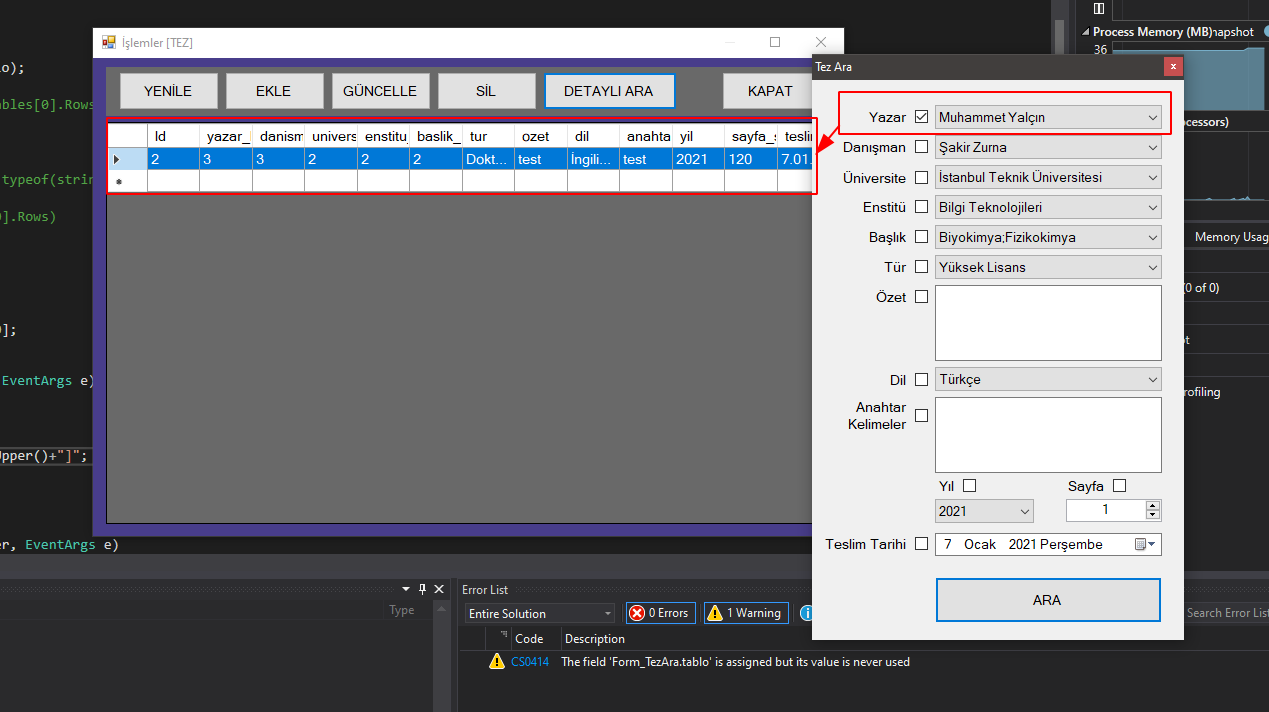 İşlemler [TEZ]
YENİLE EKLE GÜNCELLE SİL DETAYLI ARA KAPAT
Id yazar_ danism univers enstitu baslik_ tur ozet dil anahta yil sayfa_s teslim
2 3 3 2 2 2 Dokt... test İngili... test 2021 120 7.01.
Tez Ara
x
Yazar Muhammet Yalçın
Danışman Şakir Zurna
Üniversite İstanbul Teknik Üniversitesi
Enstitü Bilgi Teknolojileri
Başlık Biyokimya;Fizikokimya
Tür Yüksek Lisans
Özet
Dil Türkçe
Anahtar
Kelimeler
Yıl Sayfa
2021 1
Teslim Tarihi 7 Ocak 2021 Perşembe
ARA
o);
bles[0].Rows
typeof(strin
].Rows)
];
EventArgs e)
pper()+"]";
er, EventArgs e)
Type
Process Memory (MB) napshot
36
ocessors)
Memory Usag
(0 of 0)
ot
rofiling
Error List
Entire Solution 0 Errors 1 Warning Search Error List
Code Description
CS0414 The field 'Form_TezAra.tablo' is assigned but its value is never used